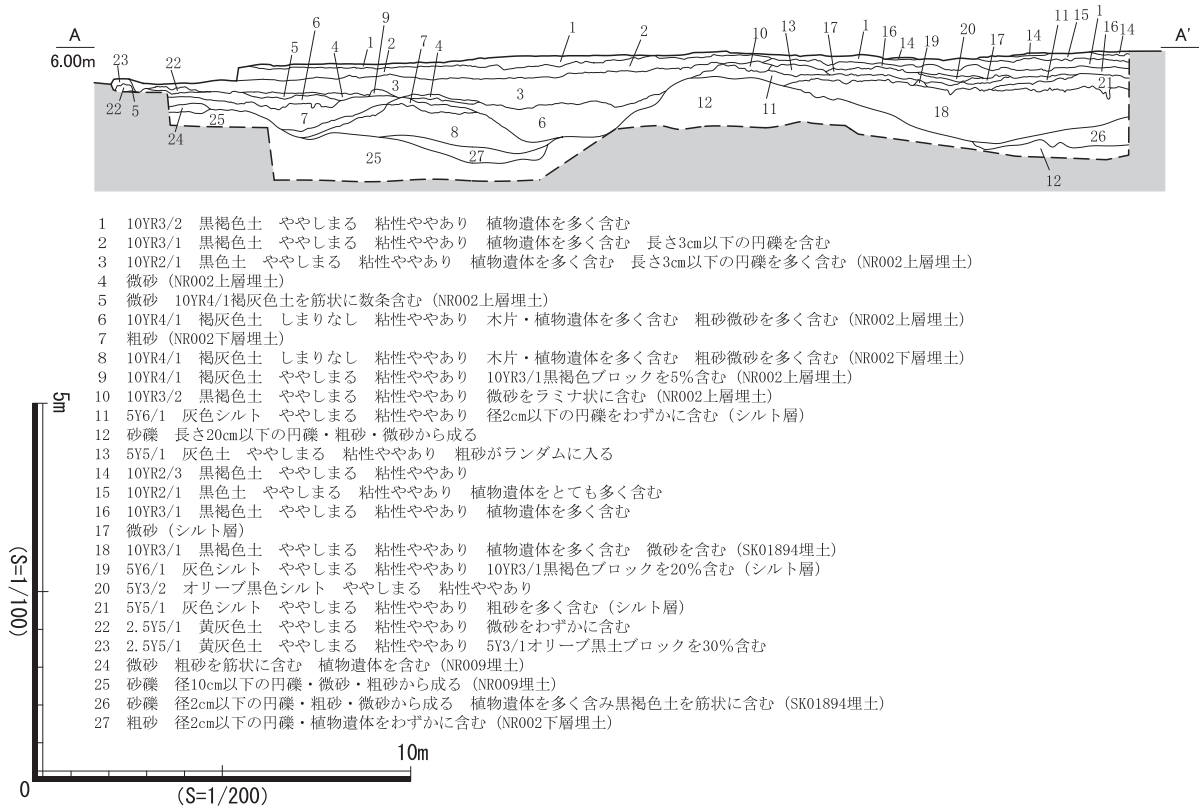 6 9 1 2 10 13 17 1 16 14 19 20 17 14 11 15 1 16 14
A A'
6.00m
23 22 5 4 1 2 7 4
3 3 21
22 5 24 25 7 8 6 12 11 18 26
25 27 12
1 10YR3/2 黒褐色土 ややしまる 粘性ややあり 植物遺体を多く含む
2 10YR3/1 黒褐色土 ややしまる 粘性ややあり 植物遺体を多く含む 長さ3cm以下の円礫を含む
3 10YR2/1 黒色土 ややしまる 粘性ややあり 植物遺体を多く含む 長さ3cm以下の円礫を多く含む(NR002上層埋土)
4 微砂(NR002上層埋土)
5 微砂 10YR4/1褐灰色土を筋状に数条含む(NR002上層埋土)
6 10YR4/1 褐灰色土 しまりなし 粘性ややあり 木片・植物遺体を多く含む 粗砂微砂を多く含む(NR002上層埋土)
7 粗砂(NR002下層埋土)
8 10YR4/1 褐灰色土 しまりなし 粘性ややあり 木片・植物遺体を多く含む 粗砂微砂を多く含む(NR002下層埋土)
9 10YR4/1 褐灰色土 ややしまる 粘性ややあり 10YR3/1黒褐色ブロックを5%含む(NR002上層埋土)
10 10YR3/2 黒褐色土 ややしまる 粘性ややあり 微砂をラミナ状に含む(NR002上層埋土)
11 5Y6/1 灰色シルト ややしまる 粘性ややあり 径2cm以下の円礫をわずかに含む(シルト層)
12 砂礫 長さ20cm以下の円礫・粗砂・微砂から成る
13 5Y5/1 灰色土 ややしまる 粘性ややあり 粗砂がランダムに入る
14 10YR2/3 黒褐色土 ややしまる 粘性ややあり
15 10YR2/1 黒色土 ややしまる 粘性ややあり 植物遺体をとても多く含む
16 10YR3/1 黒褐色土 ややしまる 粘性ややあり 植物遺体を多く含む
17 微砂(シルト層)
18 10YR3/1 黒褐色土 ややしまる 粘性ややあり 植物遺体を多く含む 微砂を含む(SK01894埋土)
19 5Y6/1 灰色シルト ややしまる 粘性ややあり 10YR3/1黒褐色ブロックを20%含む(シルト層)
20 5Y3/2 オリーブ黒色シルト ややしまる 粘性ややあり
21 5Y5/1 灰色シルト ややしまる 粘性ややあり 粗砂を多く含む(シルト層)
22 2.5Y5/1 黄灰色土 ややしまる 粘性ややあり 微砂をわずかに含む
23 2.5Y5/1 黄灰色土 ややしまる 粘性ややあり 5Y3/1オリーブ黒土ブロックを30%含む
24 微砂 粗砂を筋状に含む 植物遺体を含む(NR009埋土)
25 砂礫 径10cm以下の円礫・微砂・粗砂から成る(NR009埋土)
26 砂礫 径2cm以下の円礫・粗砂・微砂から成る 植物遺体を多く含み黒褐色土を筋状に含む(SK01894埋土)
27 粗砂 径2cm以下の円礫・植物遺体をわずかに含む(NR002下層埋土)
5m
(S=1/100)
10m
0
(S=1/200)